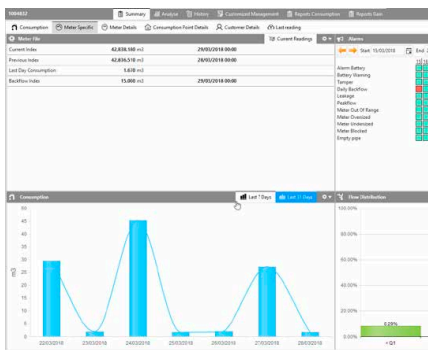 1004632 Summary Analyse History Customized Management Reports Consumption Reports Gain
Consumption Meter Specific Meter Details Consumption Point Details Customer Details Last reading
Meter File Current Readings Alarms
Current Index 42,838,180 m3 29/03/2018 00:00
Start 15/03/2018 End
Previous Index 42,836,510 m3 28/03/2018 00:00
Last Day Consumption 1.670 m3
Backflow Index 15.000 m3 29/03/2018 00:00
Alarm Battery
Battery Warning
Tamper
Daily Backflow
Leakage
Peakflow
Meter Out Of Range
Meter Oversized
Meter Undersized
Meter Blocked
Empty pipe
Consumption Last 7 Days Last 31 Days Flow Distribution
m3
50
45
40
35
30
25
20
15
10
5
0
22/03/2018 23/03/2018 24/03/2018 25/03/2018 26/03/2018 27/03/2018 28/03/2018
100.00%
80.00%
60.00%
40.00%
20.00%
0.00%
0.29%
< Q1